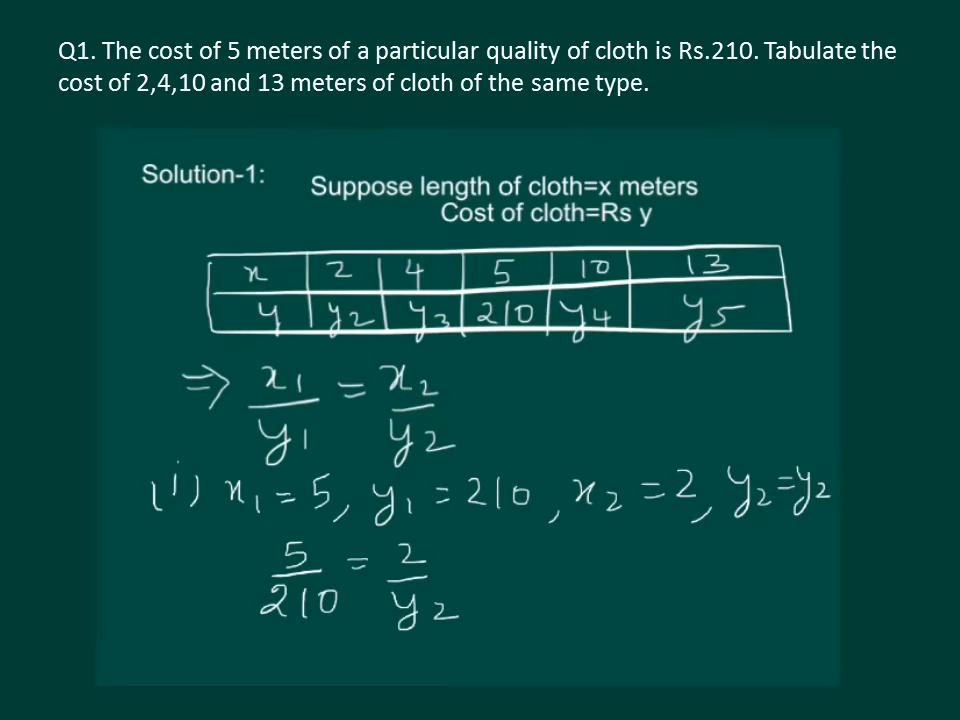 Q1. The cost of 5 meters of a particular quality of cloth is Rs.210. Tabulate the
cost of 2,4,10 and 13 meters of cloth of the same type.
Solution-1:
Suppose length of cloth=x meters
Cost of cloth=Rs y
x 2 4 5 10 13
y y2 y3 210 y4 y5
⇒ x1/y1 = x2/y2
(i) x1 = 5, y1 = 210, x2 = 2, y2=y2
5/210 = 2/y2